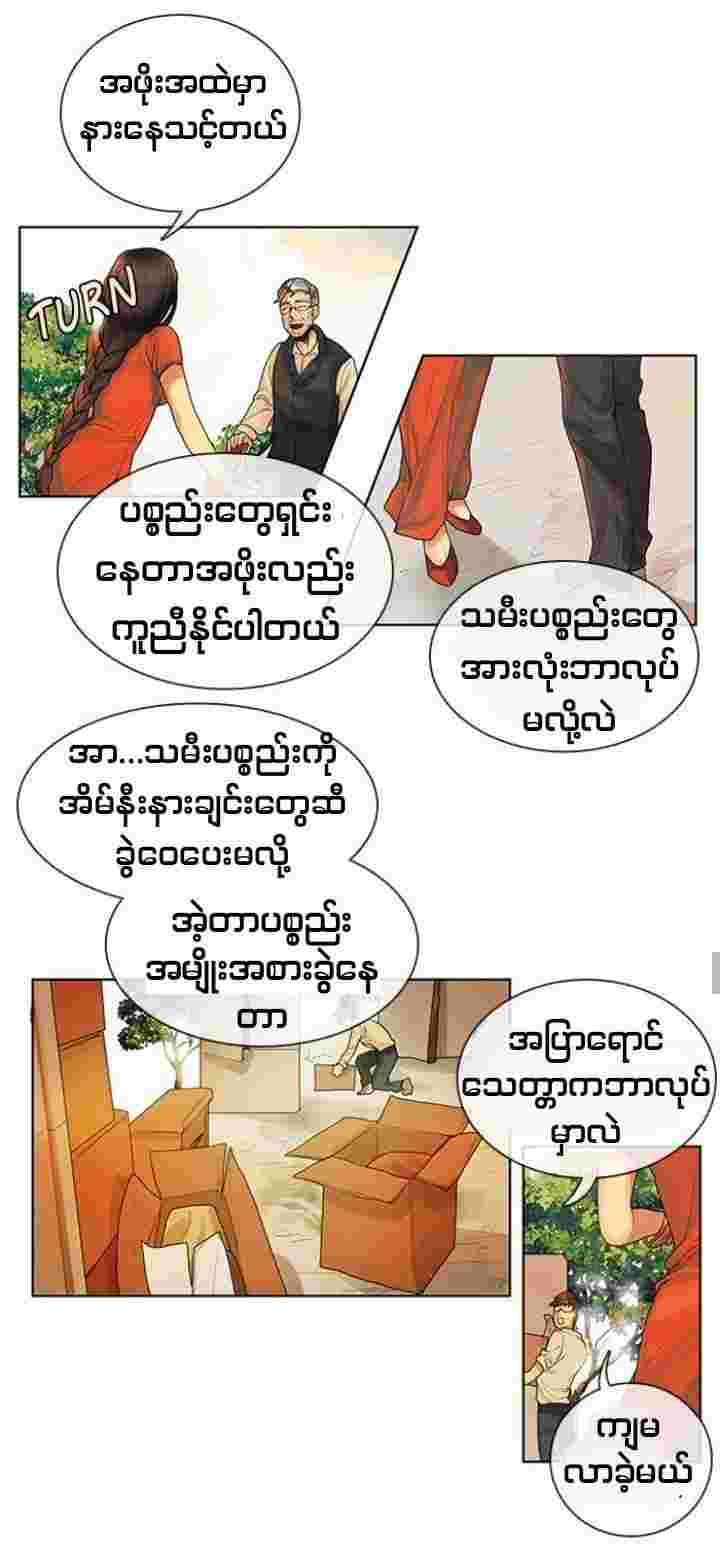 အဖိုးအထဲမှာ
နားနေသင့်တယ်
TURN
ပစ္စည်းတွေရှင်း
နေတာအဖိုးလည်း
ကူညီနိုင်ပါတယ်
သမီးပစ္စည်းတွေ
အားလုံးဘာလုပ်
မလို့လဲ
အာ...သမီးပစ္စည်းကို
အိမ်နီးနားချင်းတွေဆီ
ခွဲဝေပေးမလို့
အဲ့တာပစ္စည်း
အမျိုးအစားခွဲနေ
တာ
အပြာရောင်
သေတ္တာကဘာလုပ်
မှာလဲ
ကျမ
လာခဲ့မယ်